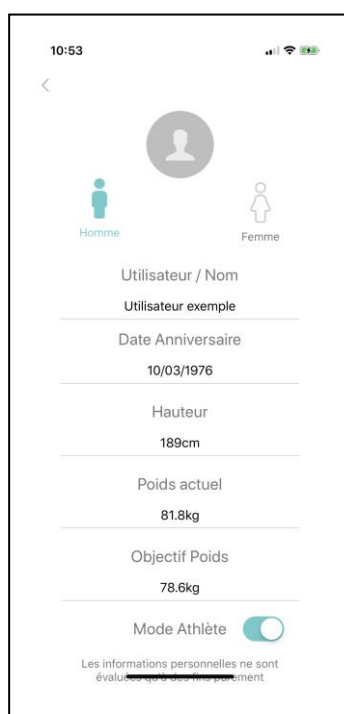 10:53
Homme
Femme
Utilisateur / Nom
Utilisateur exemple
Date Anniversaire
10/03/1976
Hauteur
189cm
Poids actuel
81.8kg
Objectif Poids
78.6kg
Mode Athlète
Les informations personnelles ne sont
évaluées qu'à des fins purement